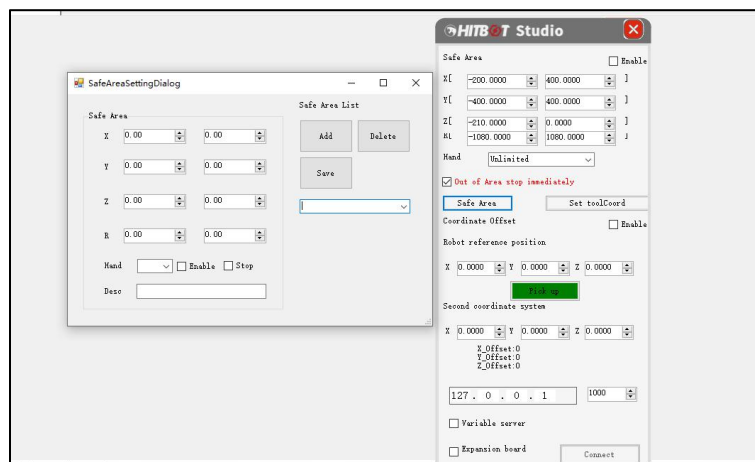 SafeAreaSettingDialog
Safe Area
X 0.00 0.00
Y 0.00 0.00
Z 0.00 0.00
R 0.00 0.00
Hand Enable Stop
Desc
Safe Area List
Add Delete
Save
HITBOT Studio
Safe Area Enable
X[ -200.0000 400.0000 ]
Y[ -400.0000 400.0000 ]
Z[ -210.0000 0.0000 ]
R[ -1080.0000 1080.0000 ]
Hand Unlimited
Out of Area stop immediately
Safe Area Set toolCoord
Coordinate Offset Enable
Robot reference position
X 0.0000 Y 0.0000 Z 0.0000
Pick up
Second coordinate system
X 0.0000 Y 0.0000 Z 0.0000
X_Offset:0
Y_Offset:0
Z_Offset:0
127 . 0 . 0 . 1 1000
Variable server
Expansion board Connect